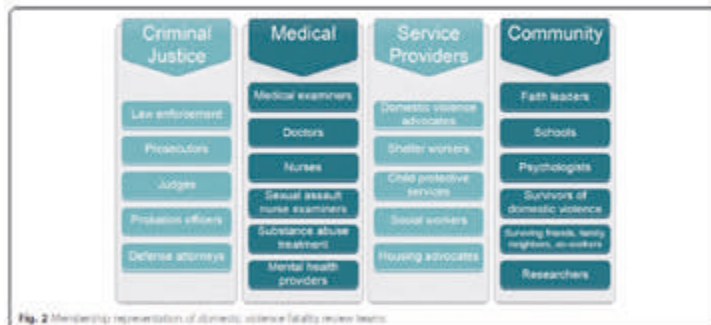 Criminal
Justice
Law enforcement
Prosecutors
Judges
Probation officers
Defense attorneys
Medical
Medical examiners
Doctors
Nurses
Sexual assault
nurse examiners
Substance abuse
treatment
Mental health
providers
Service
Providers
Domestic violence
advocates
Shelter workers
Child protective
services
Social workers
Housing advocates
Community
Faith leaders
Schools
Psychologists
Survivors of
domestic violence
Surviving friends, family,
neighbors, co-workers
Researchers
Fig. 2 Membership representation of domestic violence fatality review teams